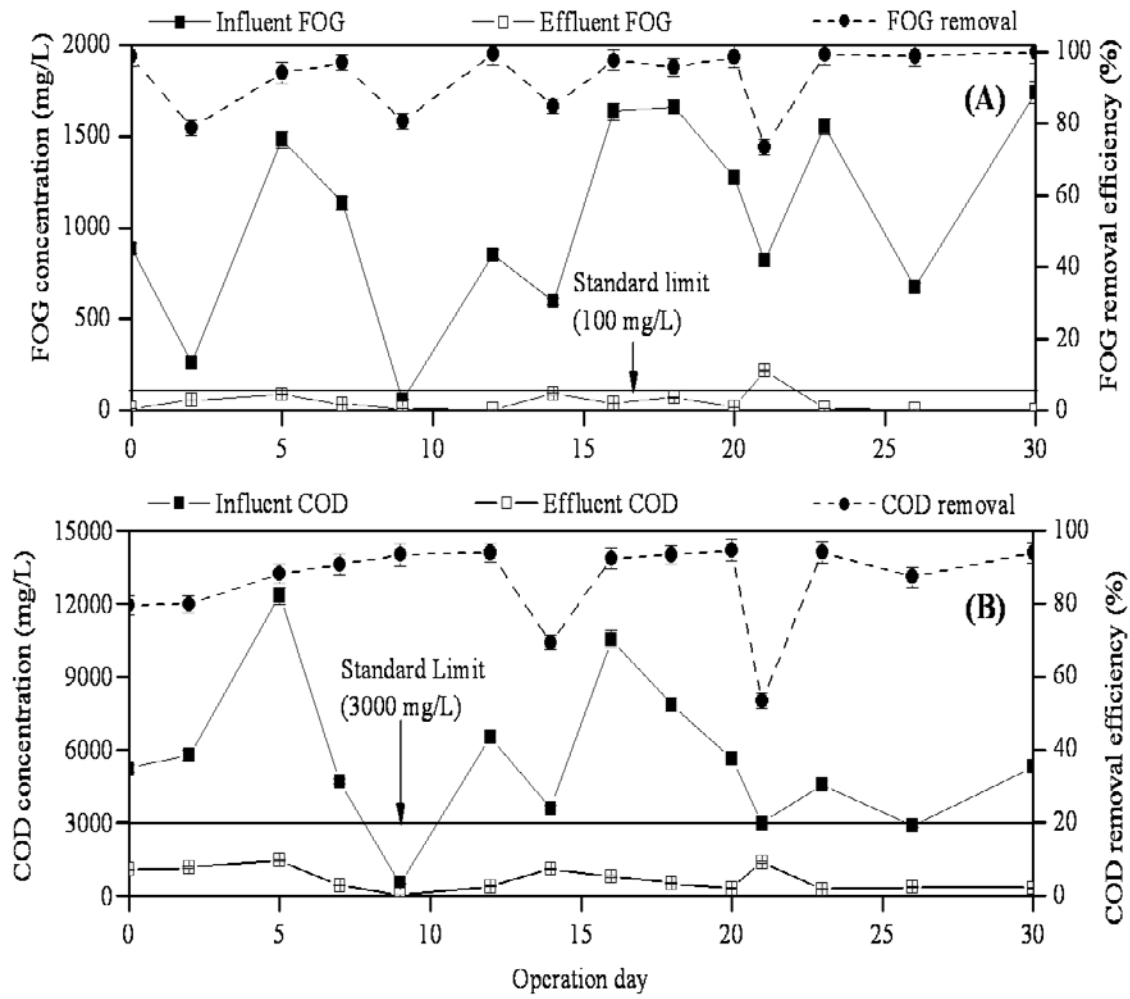 Influent FOG Effluent FOG FOG removal
2000
1500
1000
500
0
100
80
60
40
20
0
FOG concentration (mg/L)
FOG removal efficiency (%)
(A)
Standard limit
(100 mg/L)
0 5 10 15 20 25 30
Influent COD Effluent COD COD removal
15000
12000
9000
6000
3000
0
100
80
60
40
20
0
COD concentration (mg/L)
COD removal efficiency (%)
(B)
Standard Limit
(3000 mg/L)
0 5 10 15 20 25 30
Operation day